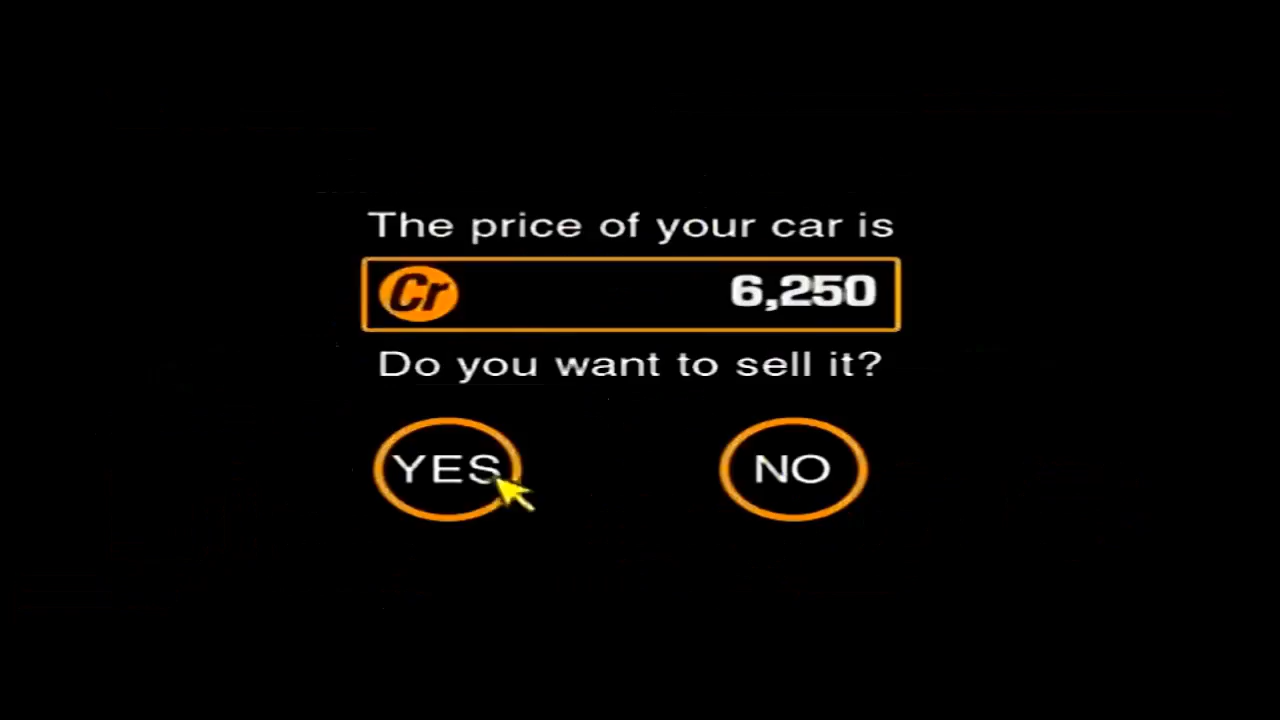 The price of your car is
Cr 6,250
Do you want to sell it?
YES NO